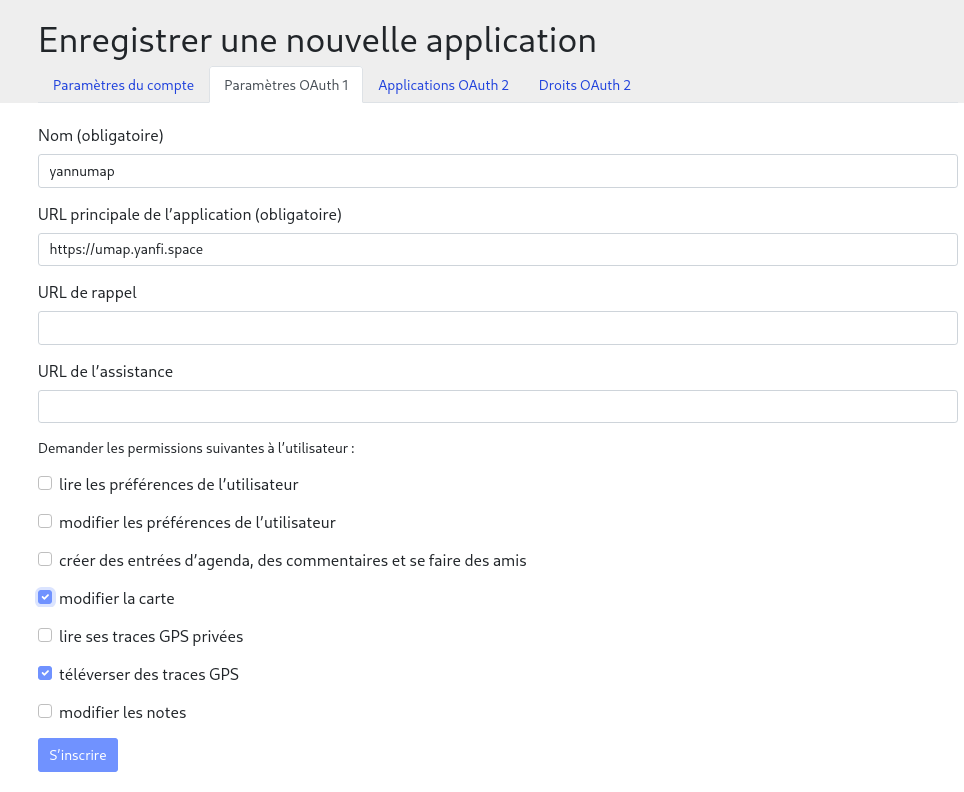 Enregistrer une nouvelle application
Paramètres du compte Paramètres OAuth 1 Applications OAuth 2 Droits OAuth 2
Nom (obligatoire)
yannumap
URL principale de l’application (obligatoire)
https://umap.yanfi.space
URL de rappel
URL de l’assistance
Demander les permissions suivantes à l’utilisateur :
lire les préférences de l’utilisateur
modifier les préférences de l’utilisateur
créer des entrées d’agenda, des commentaires et se faire des amis
modifier la carte
lire ses traces GPS privées
téléverser des traces GPS
modifier les notes
S’inscrire